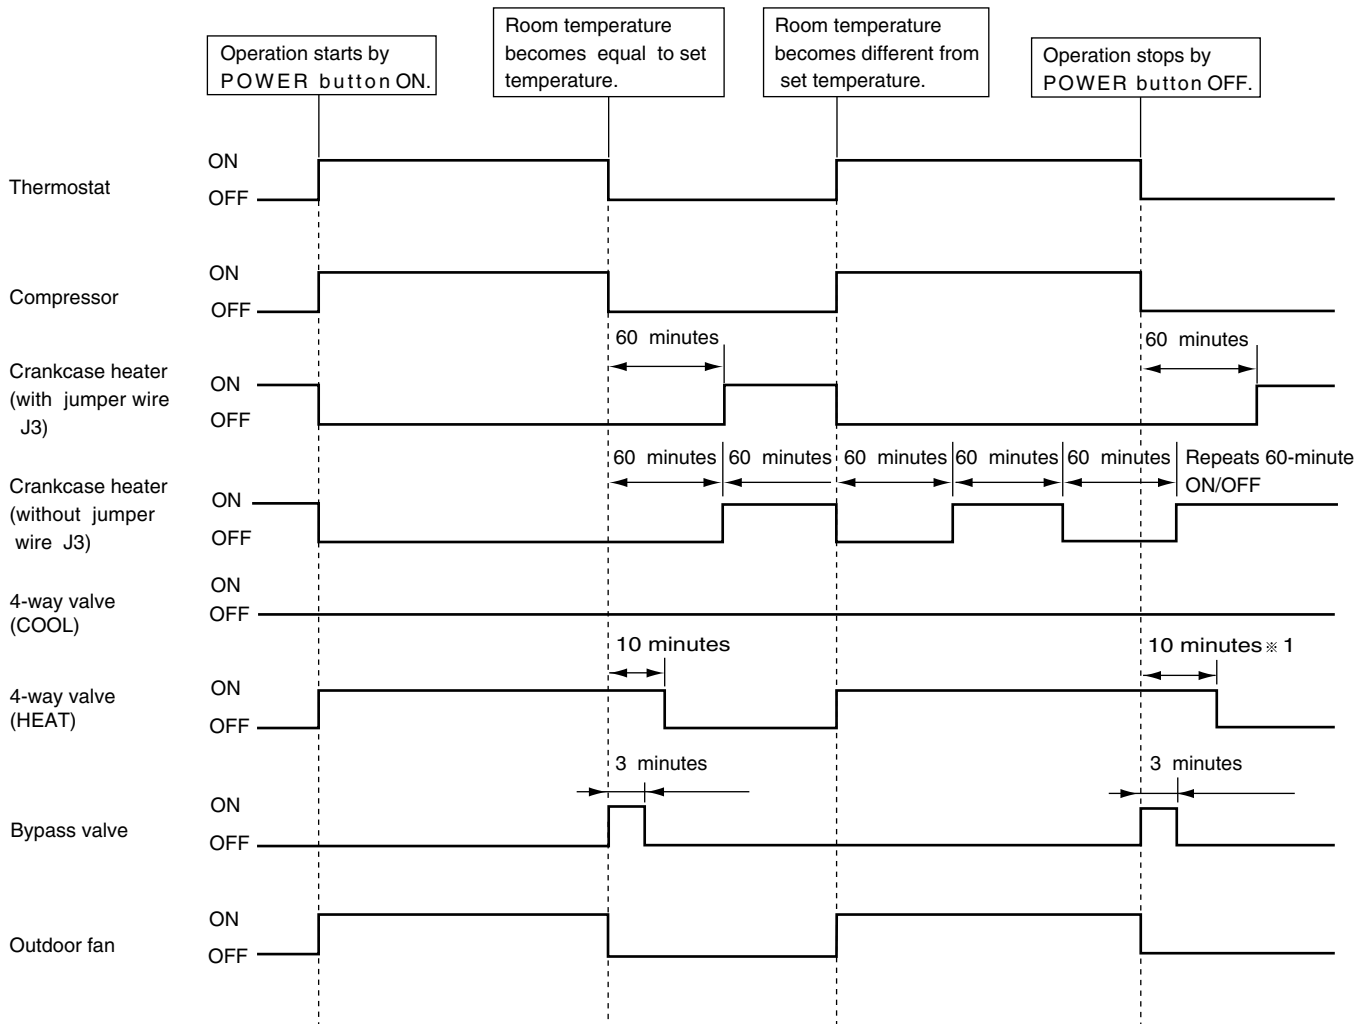 Operation starts by
POWER button ON.
Room temperature
becomes equal to set
temperature.
Room temperature
becomes different from
set temperature.
Operation stops by
POWER button OFF.
Thermostat
ON
OFF
Compressor
ON
OFF
60 minutes
60 minutes
Crankcase heater
(with jumper wire
J3)
ON
OFF
60 minutes
60 minutes
60 minutes
60 minutes
60 minutes
Repeats 60-minute
ON/OFF
Crankcase heater
(without jumper
wire J3)
ON
OFF
4-way valve
(COOL)
ON
OFF
10 minutes
10 minutes※1
4-way valve
(HEAT)
ON
OFF
3 minutes
3 minutes
Bypass valve
ON
OFF
Outdoor fan
ON
OFF